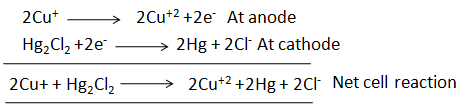 2Cu⁺ ⟶ 2Cu⁺² +2e⁻ At anode
Hg₂Cl₂ +2e⁻ ⟶ 2Hg + 2Cl⁻ At cathode
2Cu+ + Hg₂Cl₂ ⟶ 2Cu⁺² +2Hg + 2Cl⁻ Net cell reaction